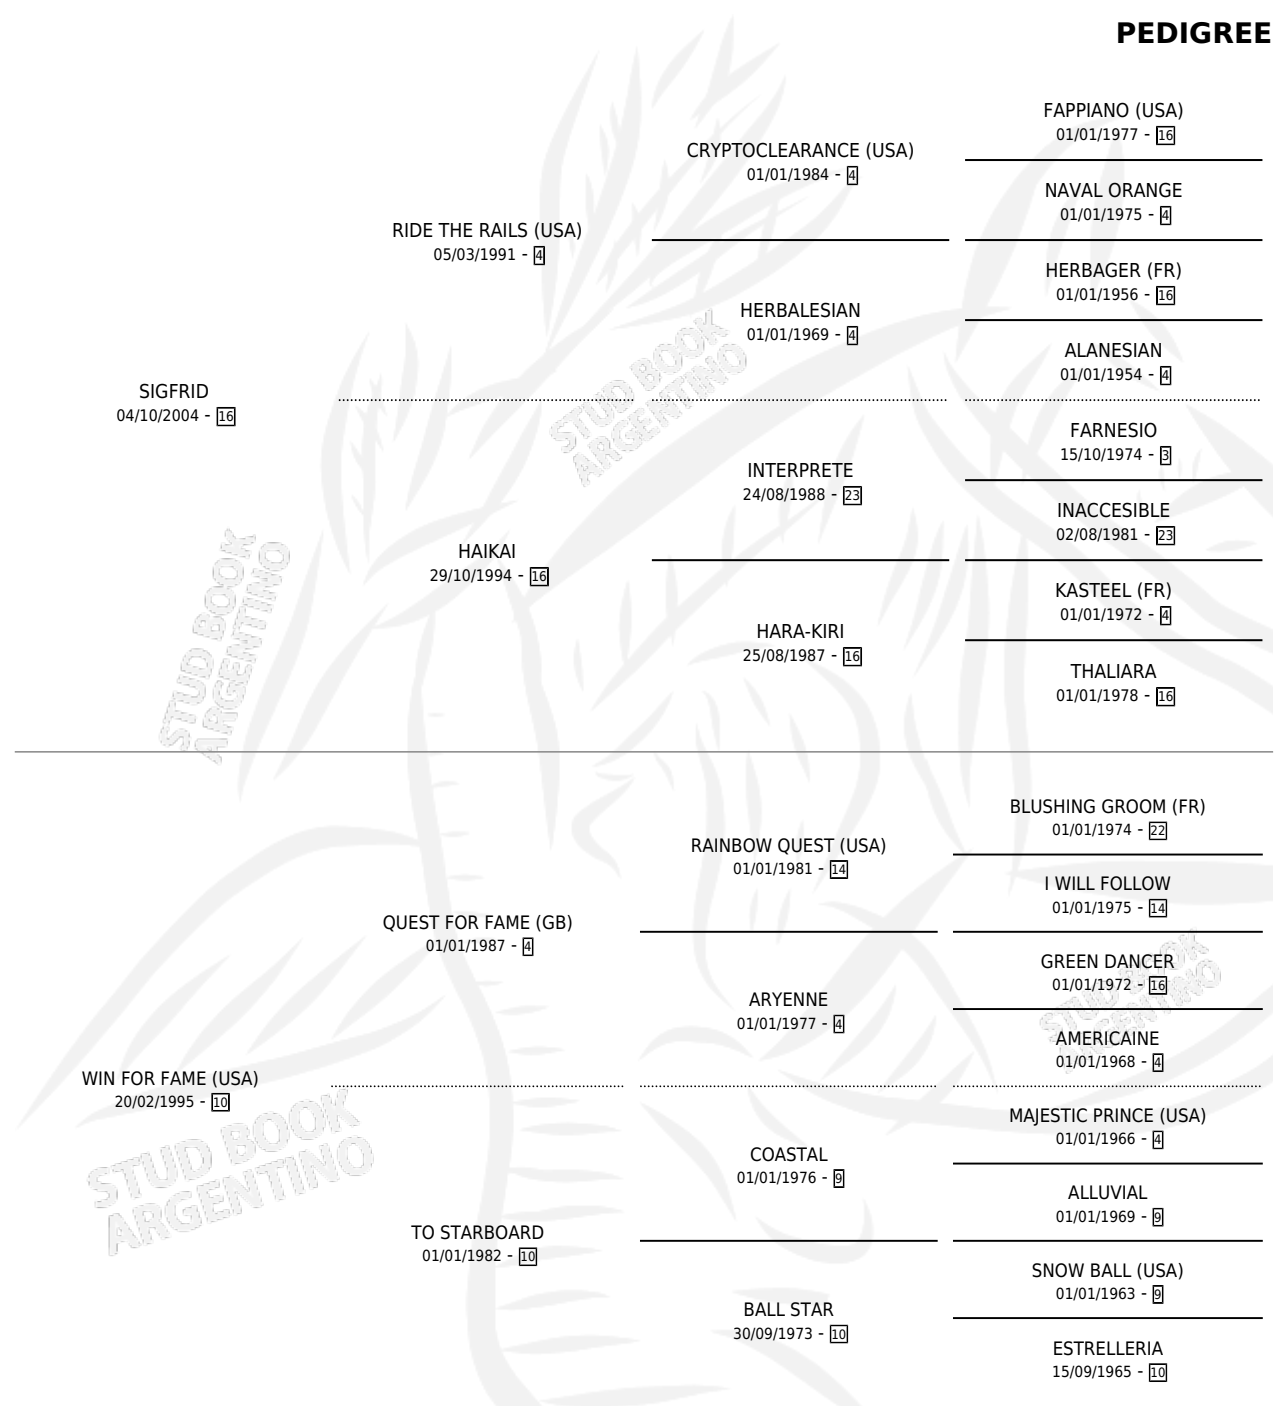 PEDIGREE
FAPPIANO (USA)
01/01/1977 - 16
CRYPTOCLEARANCE (USA)
01/01/1984 - 4
NAVAL ORANGE
01/01/1975 - 4
RIDE THE RAILS (USA)
05/03/1991 - 4
HERBAGER (FR)
01/01/1956 - 16
HERBALESIAN
01/01/1969 - 4
ALANESIAN
01/01/1954 - 4
SIGFRID
04/10/2004 - 16
STUD BOOK
ARGENTINO
FARNESIO
15/10/1974 - 3
INTERPRETE
24/08/1988 - 23
INACCESIBLE
02/08/1981 - 23
HAIKAI
29/10/1994 - 16
KASTEEL (FR)
01/01/1972 - 4
HARA-KIRI
25/08/1987 - 16
THALIARA
01/01/1978 - 16
STUD BOOK
ARGENTINO
BLUSHING GROOM (FR)
01/01/1974 - 22
RAINBOW QUEST (USA)
01/01/1981 - 14
I WILL FOLLOW
01/01/1975 - 14
QUEST FOR FAME (GB)
01/01/1987 - 4
GREEN DANCER
01/01/1972 - 16
ARYENNE
01/01/1977 - 4
AMERICAINE
01/01/1968 - 4
STUD BOOK
ARGENTINO
WIN FOR FAME (USA)
20/02/1995 - 10
MAJESTIC PRINCE (USA)
01/01/1966 - 4
COASTAL
01/01/1976 - 9
ALLUVIAL
01/01/1969 - 9
STUD BOOK
ARGENTINO
TO STARBOARD
01/01/1982 - 10
SNOW BALL (USA)
01/01/1963 - 9
BALL STAR
30/09/1973 - 10
ESTRELLERIA
15/09/1965 - 10